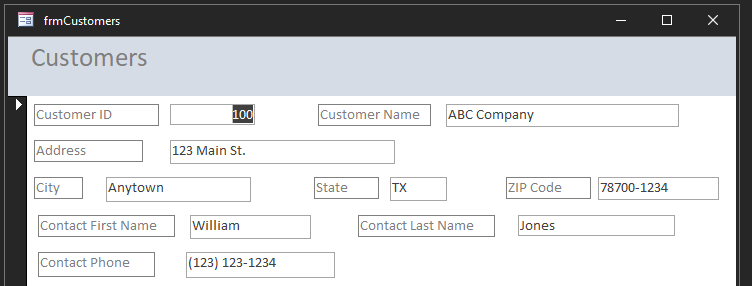 frmCustomers
Customers
Customer ID 100 Customer Name ABC Company
Address 123 Main St.
City Anytown State TX ZIP Code 78700-1234
Contact First Name William Contact Last Name Jones
Contact Phone (123) 123-1234